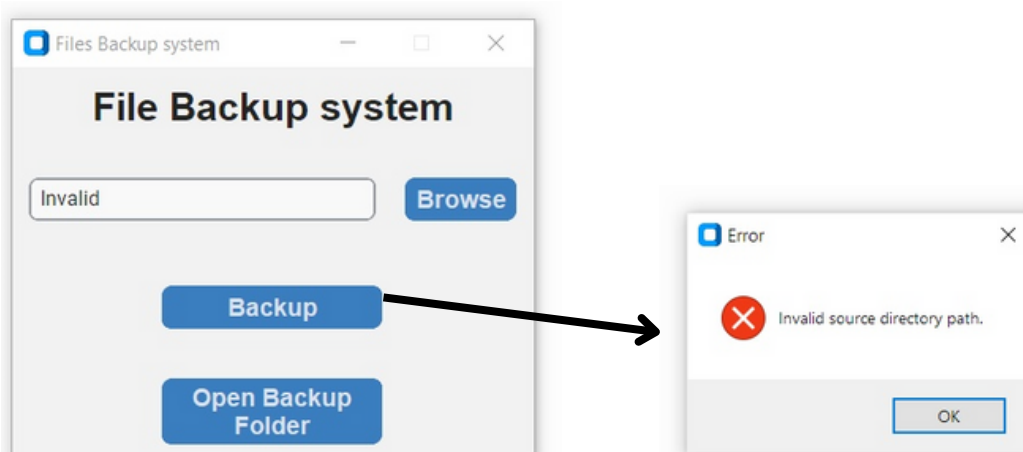 Files Backup system
File Backup system
Invalid
Browse
Backup
Open Backup
Folder
Error
Invalid source directory path.
OK